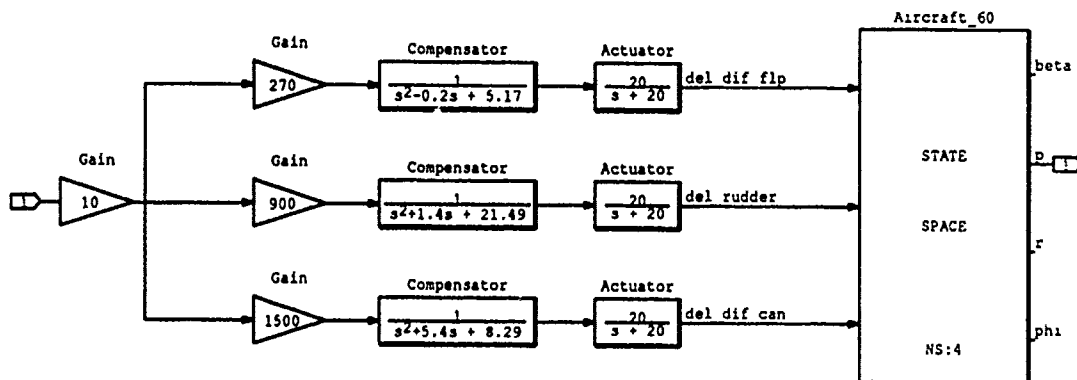 Aircraft_60
Gain Compensator Actuator
270 1 / s²-0.2s + 5.17 20 / s + 20 del dif flp
beta
STATE
p
1
Gain
1
10
Gain Compensator Actuator
900 1 / s²+1.4s + 21.49 20 / s + 20 del rudder
SPACE
r
Gain Compensator Actuator
1500 1 / s²+5.4s + 8.29 20 / s + 20 del dif can
phi
NS:4